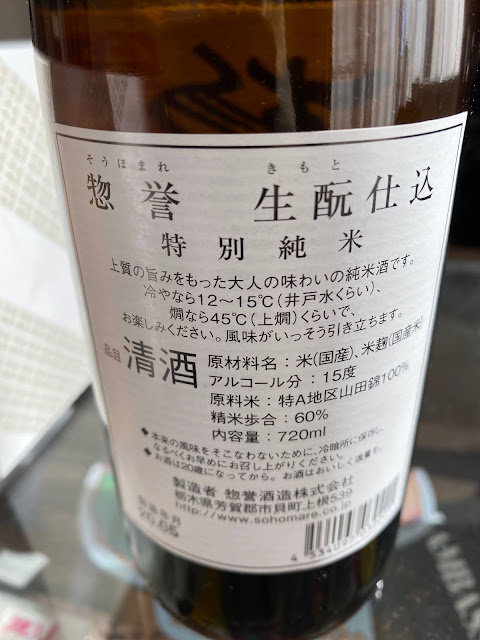 そうほまれ きもと
惣誉 生酛仕込
特別純米
上質の旨みをもった大人の味わいの純米酒です。
冷やなら12〜15℃(井戸水くらい)、
燗なら45℃(上燗)くらいで、
お楽しみください。風味がいっそう引き立ちます。
品目 清酒
原材料名:米(国産)、米麹(国産米)
アルコール分:15度
原料米:特A地区山田錦100%
精米歩合:60%
内容量:720ml
◆本来の風味をそこなわないために、冷暗所に保存し、
なるべくお早めにお召し上がりください。
◆お酒は20歳になってから。お酒はおいしく適量を。
製造者 惣誉酒造株式会社
栃木県芳賀郡市貝町上根539
http://www.sohomare.co.jp
製造年月
20.05